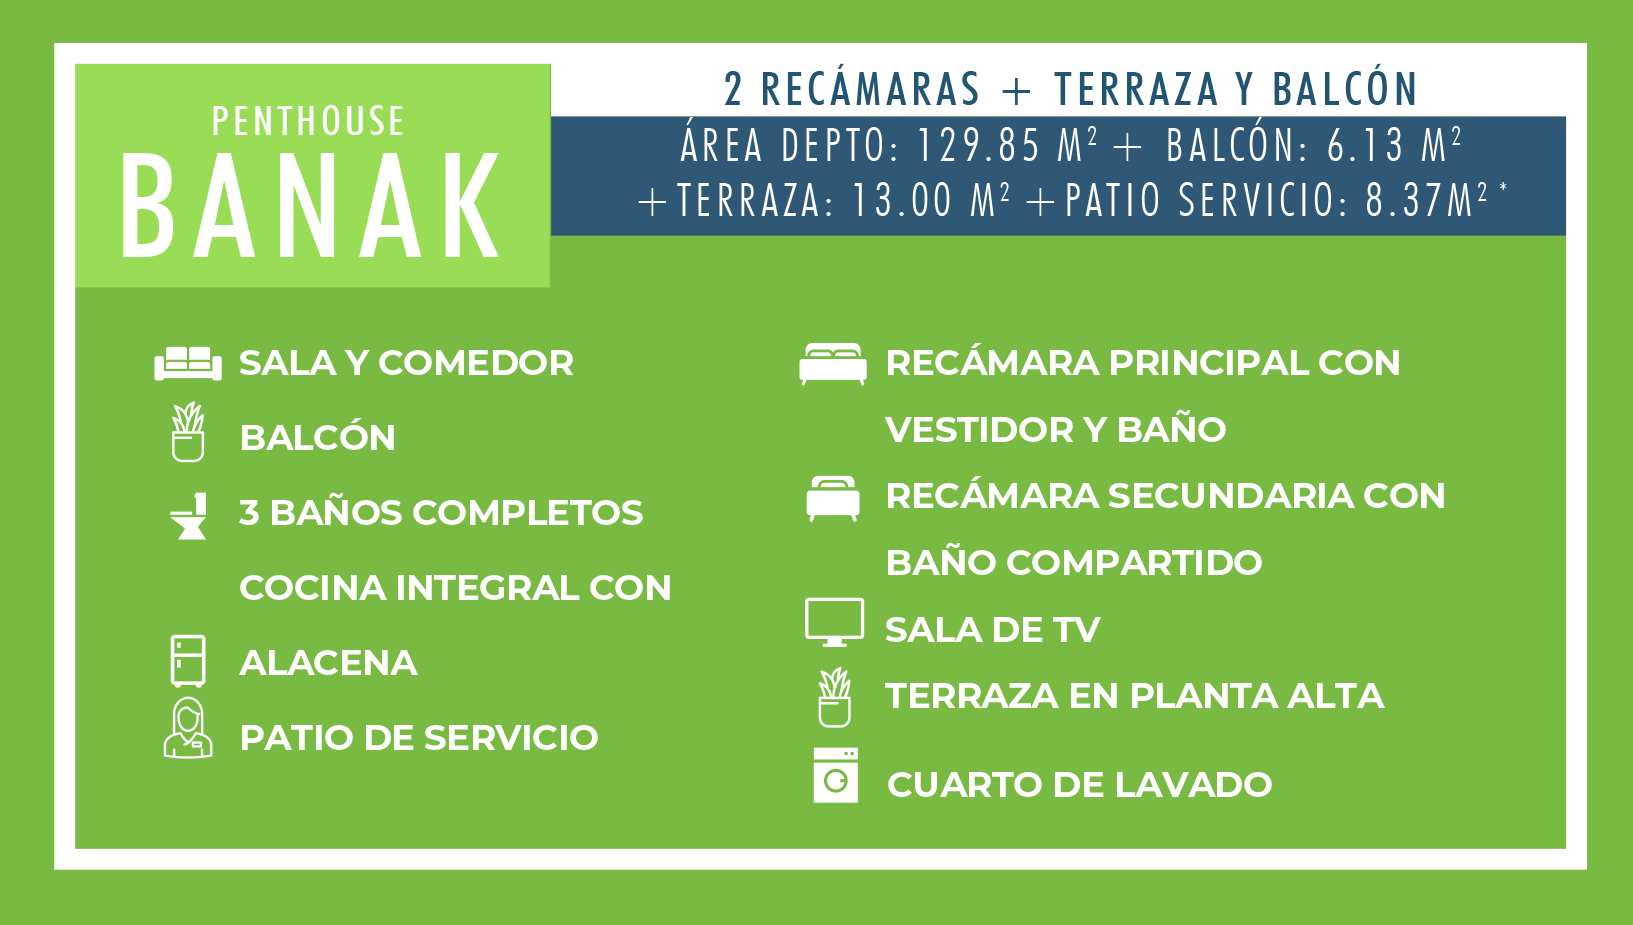 PENTHOUSE
BANAK
2 RECÁMARAS + TERRAZA Y BALCÓN
ÁREA DEPTO: 129.85 M² + BALCÓN: 6.13 M²
+ TERRAZA: 13.00 M² + PATIO SERVICIO: 8.37M² *
SALA Y COMEDOR
BALCÓN
3 BAÑOS COMPLETOS
COCINA INTEGRAL CON
ALACENA
PATIO DE SERVICIO
RECÁMARA PRINCIPAL CON
VESTIDOR Y BAÑO
RECÁMARA SECUNDARIA CON
BAÑO COMPARTIDO
SALA DE TV
TERRAZA EN PLANTA ALTA
CUARTO DE LAVADO